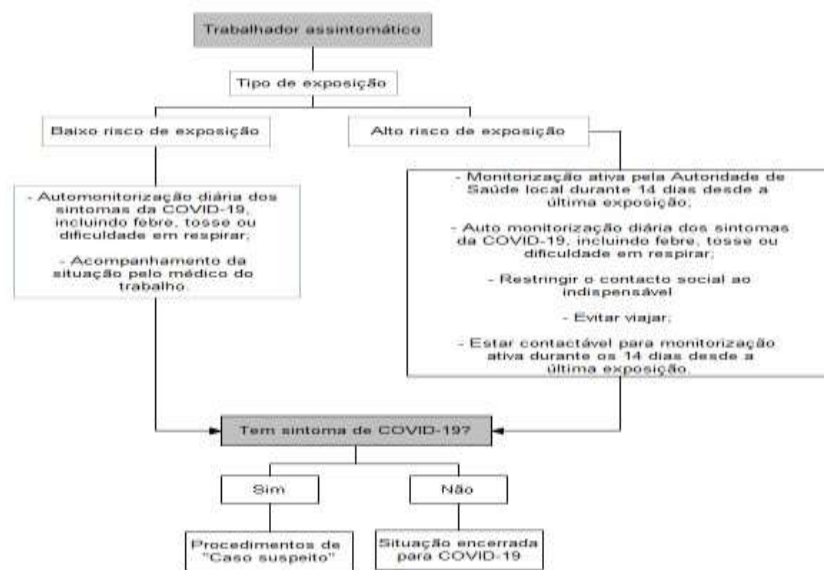 Trabalhador assintomático
Tipo de exposição
Baixo risco de exposição
Alto risco de exposição
- Automonitorização diária dos
sintomas da COVID-19,
incluindo febre, tosse ou
dificuldade em respirar;
- Acompanhamento da
situação pelo médico do
trabalho.
- Monitorização ativa pela Autoridade de
Saúde local durante 14 dias desde a
última exposição;
- Auto monitorização diária dos sintomas
da COVID-19, incluindo febre, tosse ou
dificuldade em respirar;
- Restringir o contacto social ao
indispensável
- Evitar viajar;
- Estar contactável para monitorização
ativa durante os 14 dias desde a
última exposição.
Tem sintoma de COVID-19?
Sim
Não
Procedimentos de
"Caso suspeito"
Situação encerrada
para COVID-19